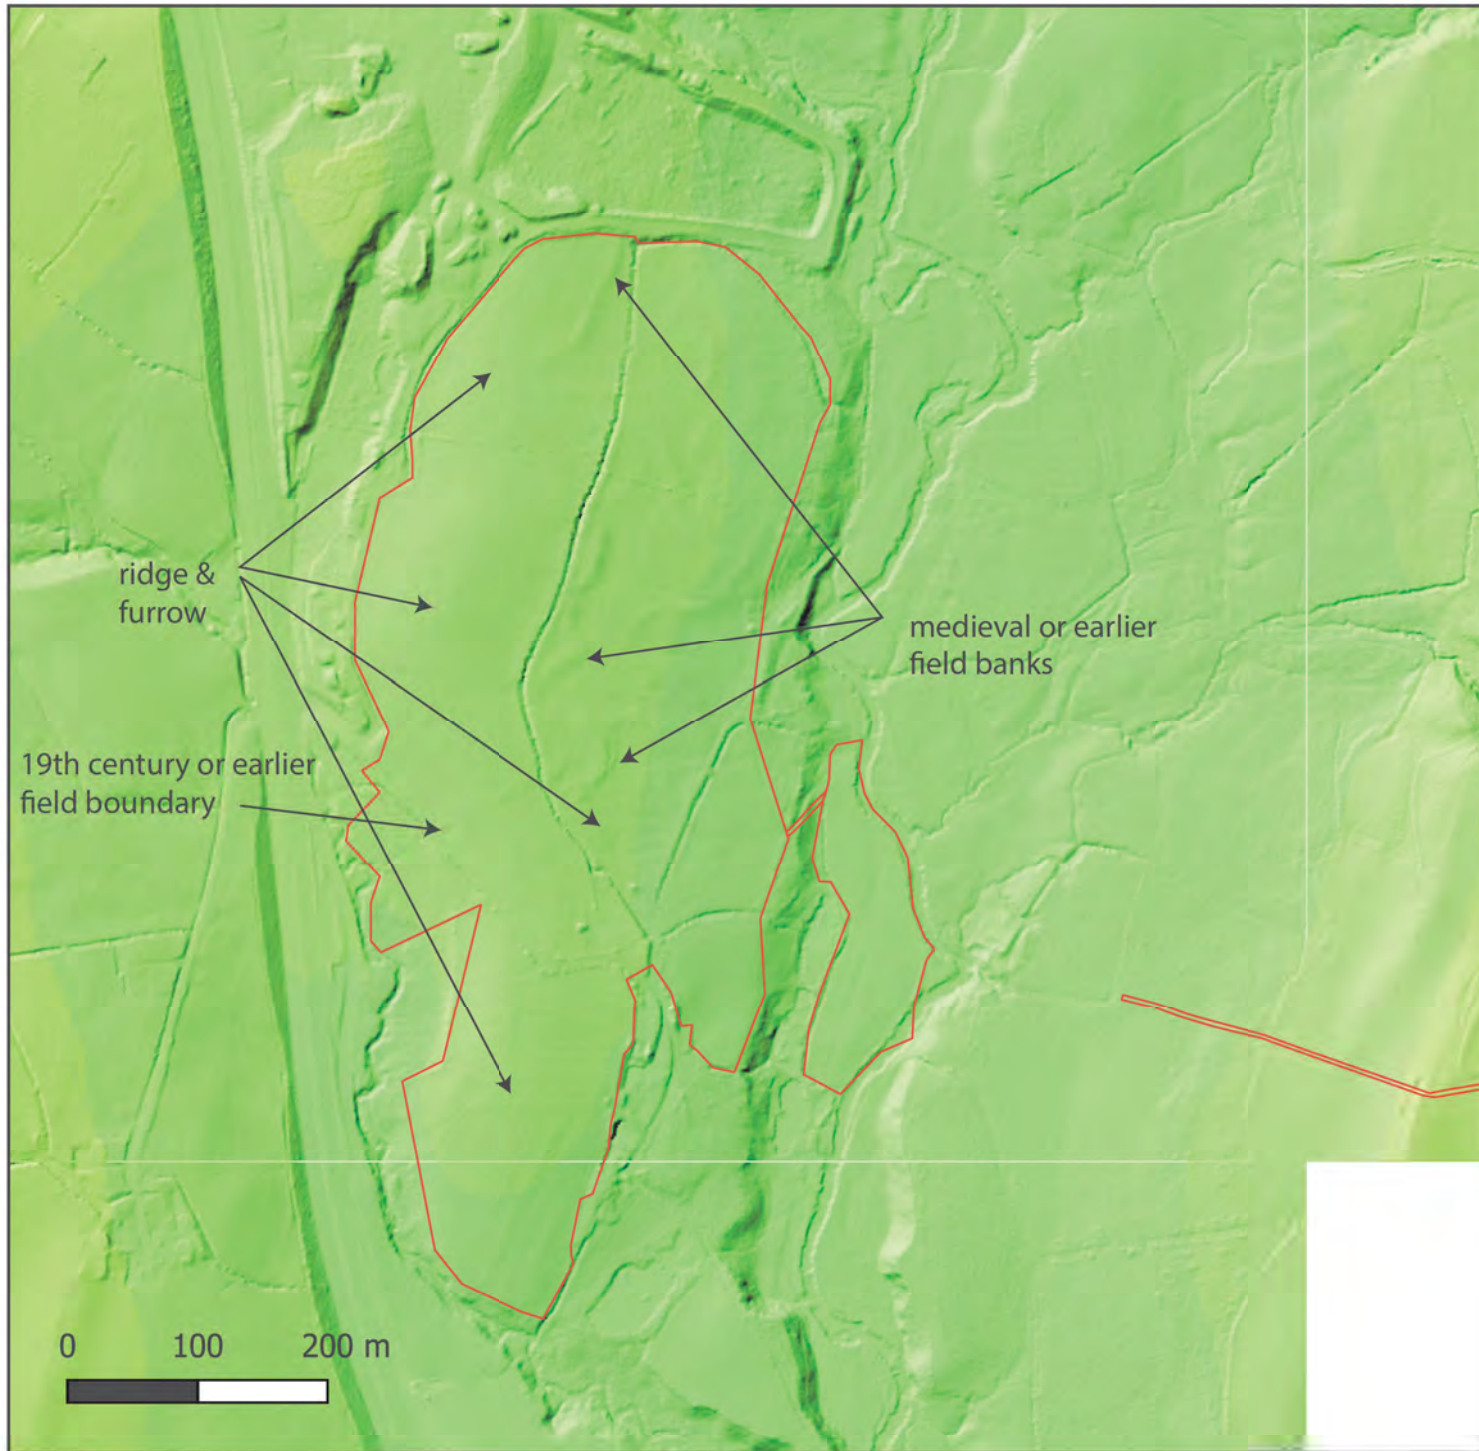 ridge &
furrow
medieval or earlier
field banks
19th century or earlier
field boundary
0 100 200 m